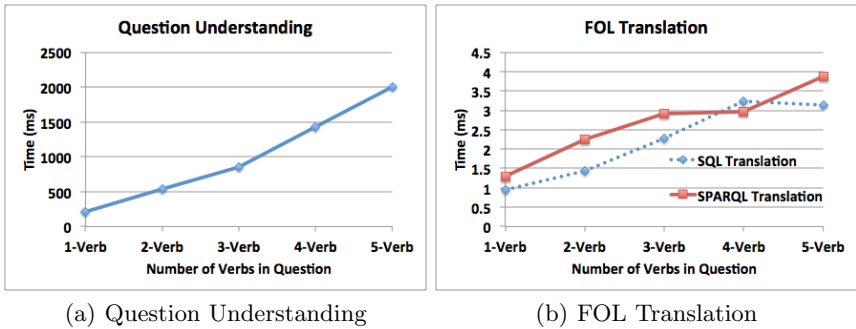 Question Understanding
2500
2000
1500
1000
500
0
Time (ms)
1-Verb 2-Verb 3-Verb 4-Verb 5-Verb
Number of Verbs in Question
(a) Question Understanding
FOL Translation
4.5
4
3.5
3
2.5
2
1.5
1
0.5
0
Time (ms)
SQL Translation
SPARQL Translation
1-Verb 2-Verb 3-Verb 4-Verb 5-Verb
Number of Verbs in Question
(b) FOL Translation